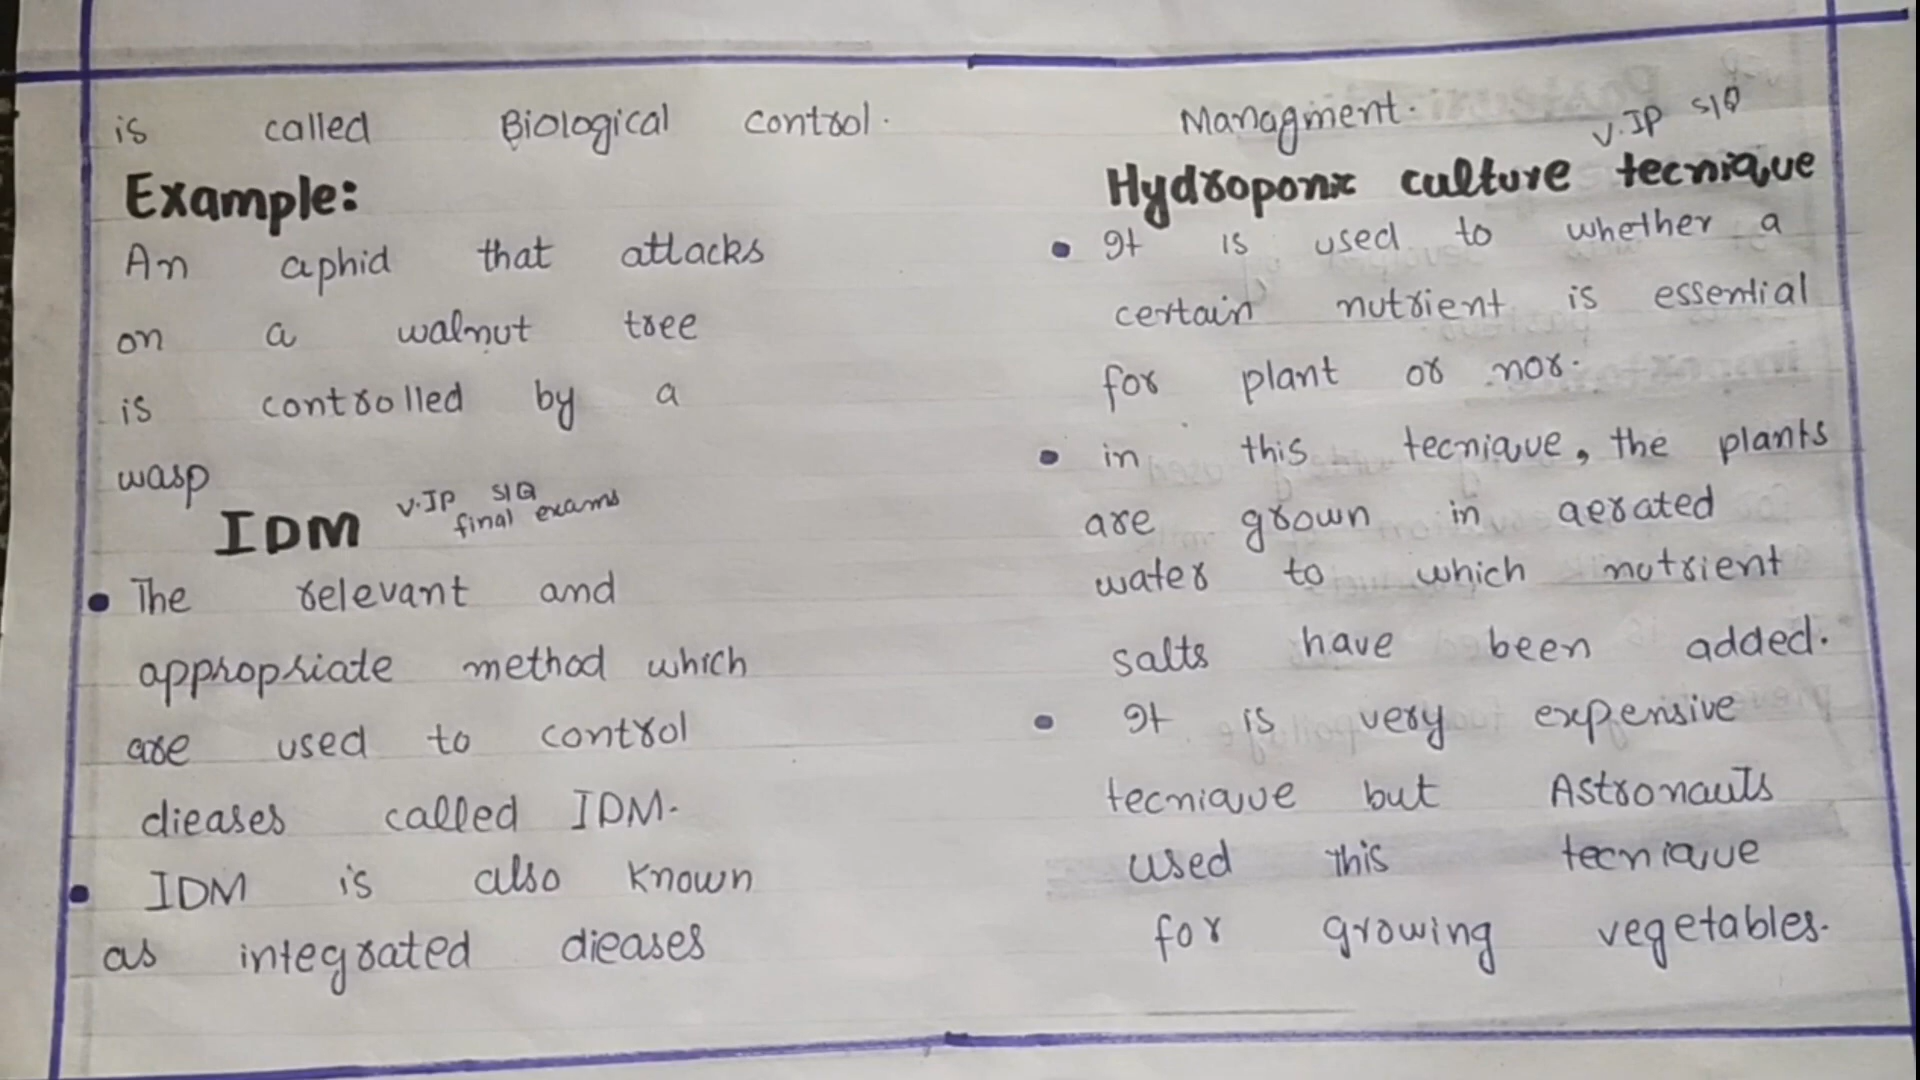 is called Biological control.
Example:
An aphid that attacks
on a walnut tree
is controlled by a
wasp
IDM v.IP SIQ
final exams
• The relevant and
appropriate method which
are used to control
dieases called IDM.
• IDM is also known
as integrated dieases
Managment.
v.IP SIQ
Hydroponic culture tecnique
• It is used to whether a
certain nutrient is essential
for plant or nor.
• in this tecnique, the plants
are grown in aerated
water to which nutrient
salts have been added.
• It is very expensive
tecnique but Astronauts
used this tecnique
for growing vegetables.